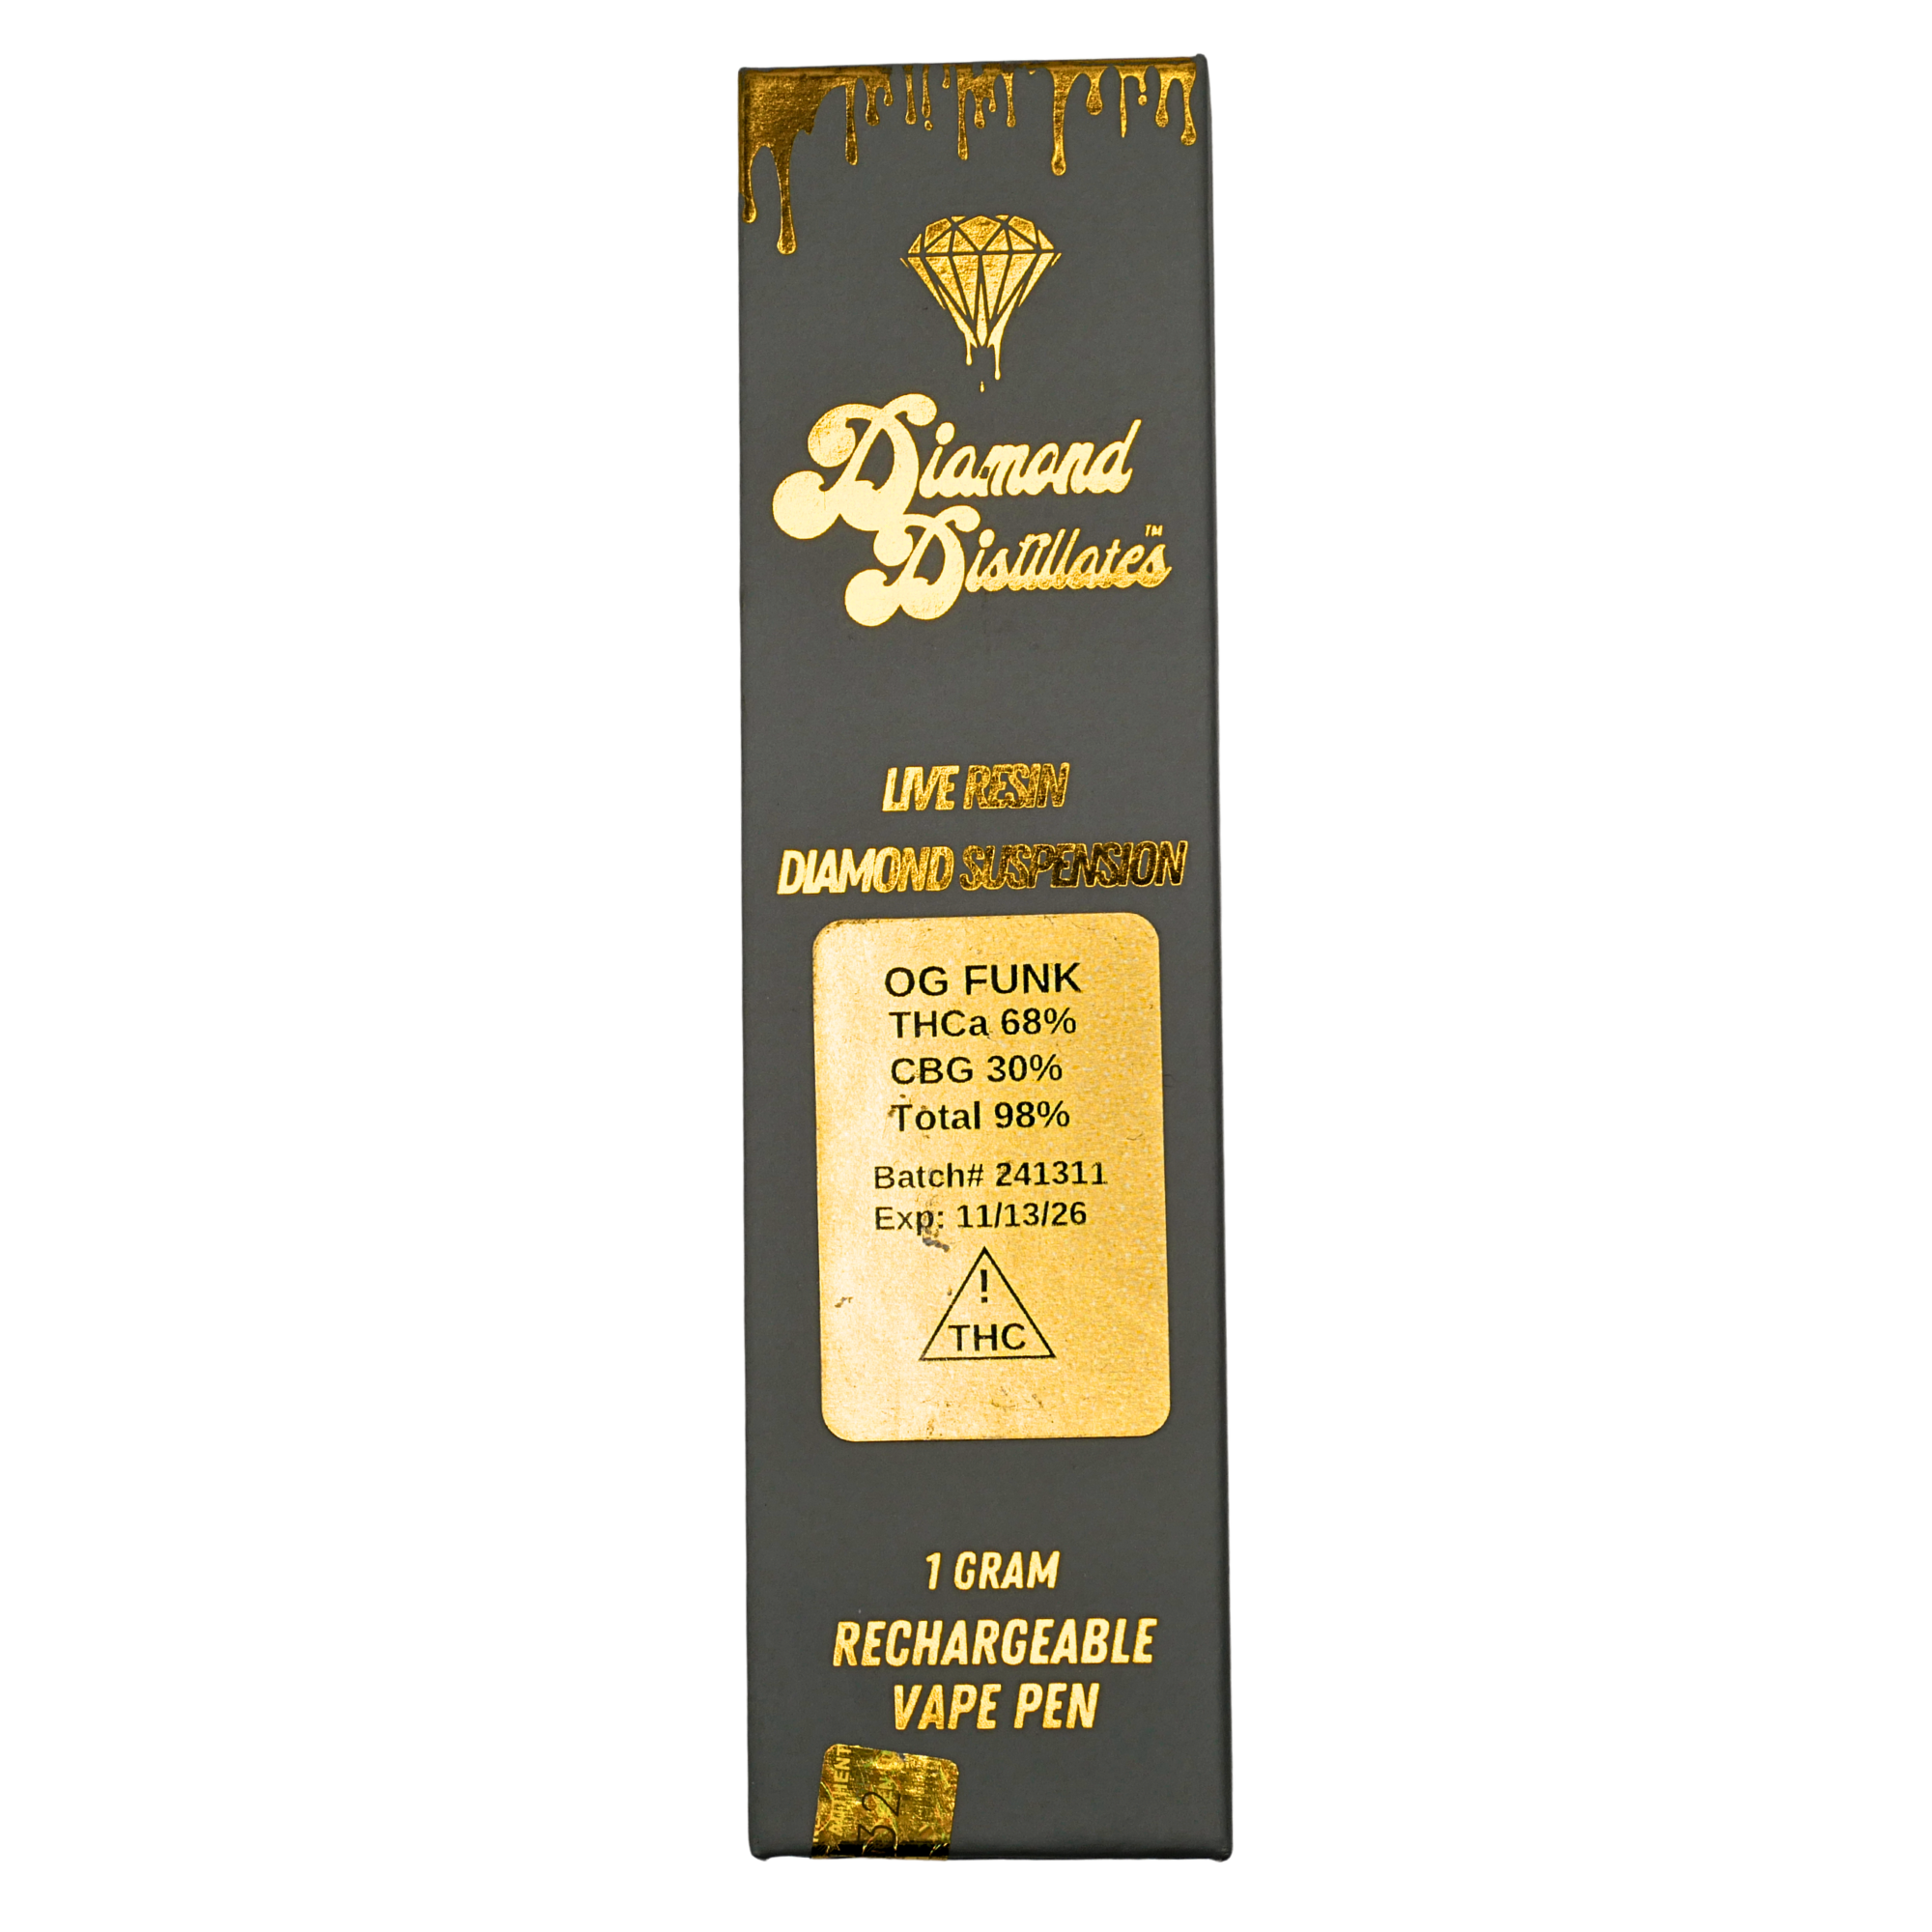 Diamond
Distillates™
LIVE RESIN
DIAMOND SUSPENSION
OG FUNK
THCa 68%
CBG 30%
Total 98%
Batch# 241311
Exp: 11/13/26
!
THC
1 GRAM
RECHARGEABLE
VAPE PEN
32